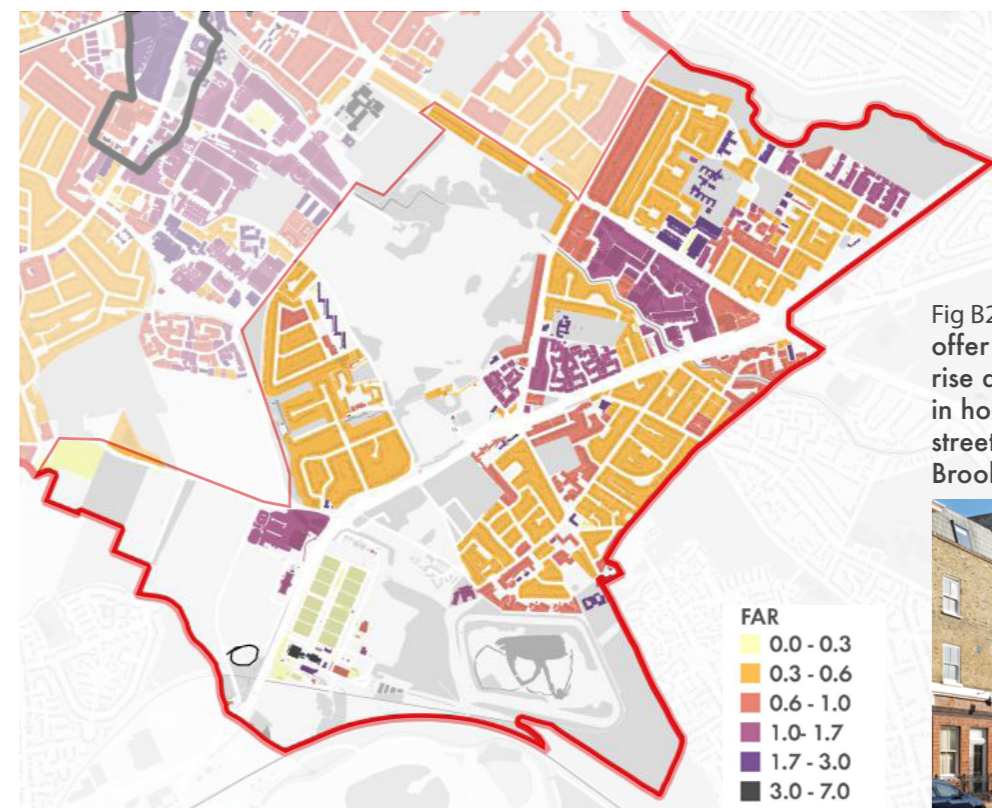 Fig B2
offer
rise
in ho
street
Brook
FAR
0.0 - 0.3
0.3 - 0.6
0.6 - 1.0
1.0- 1.7
1.7 - 3.0
3.0 - 7.0